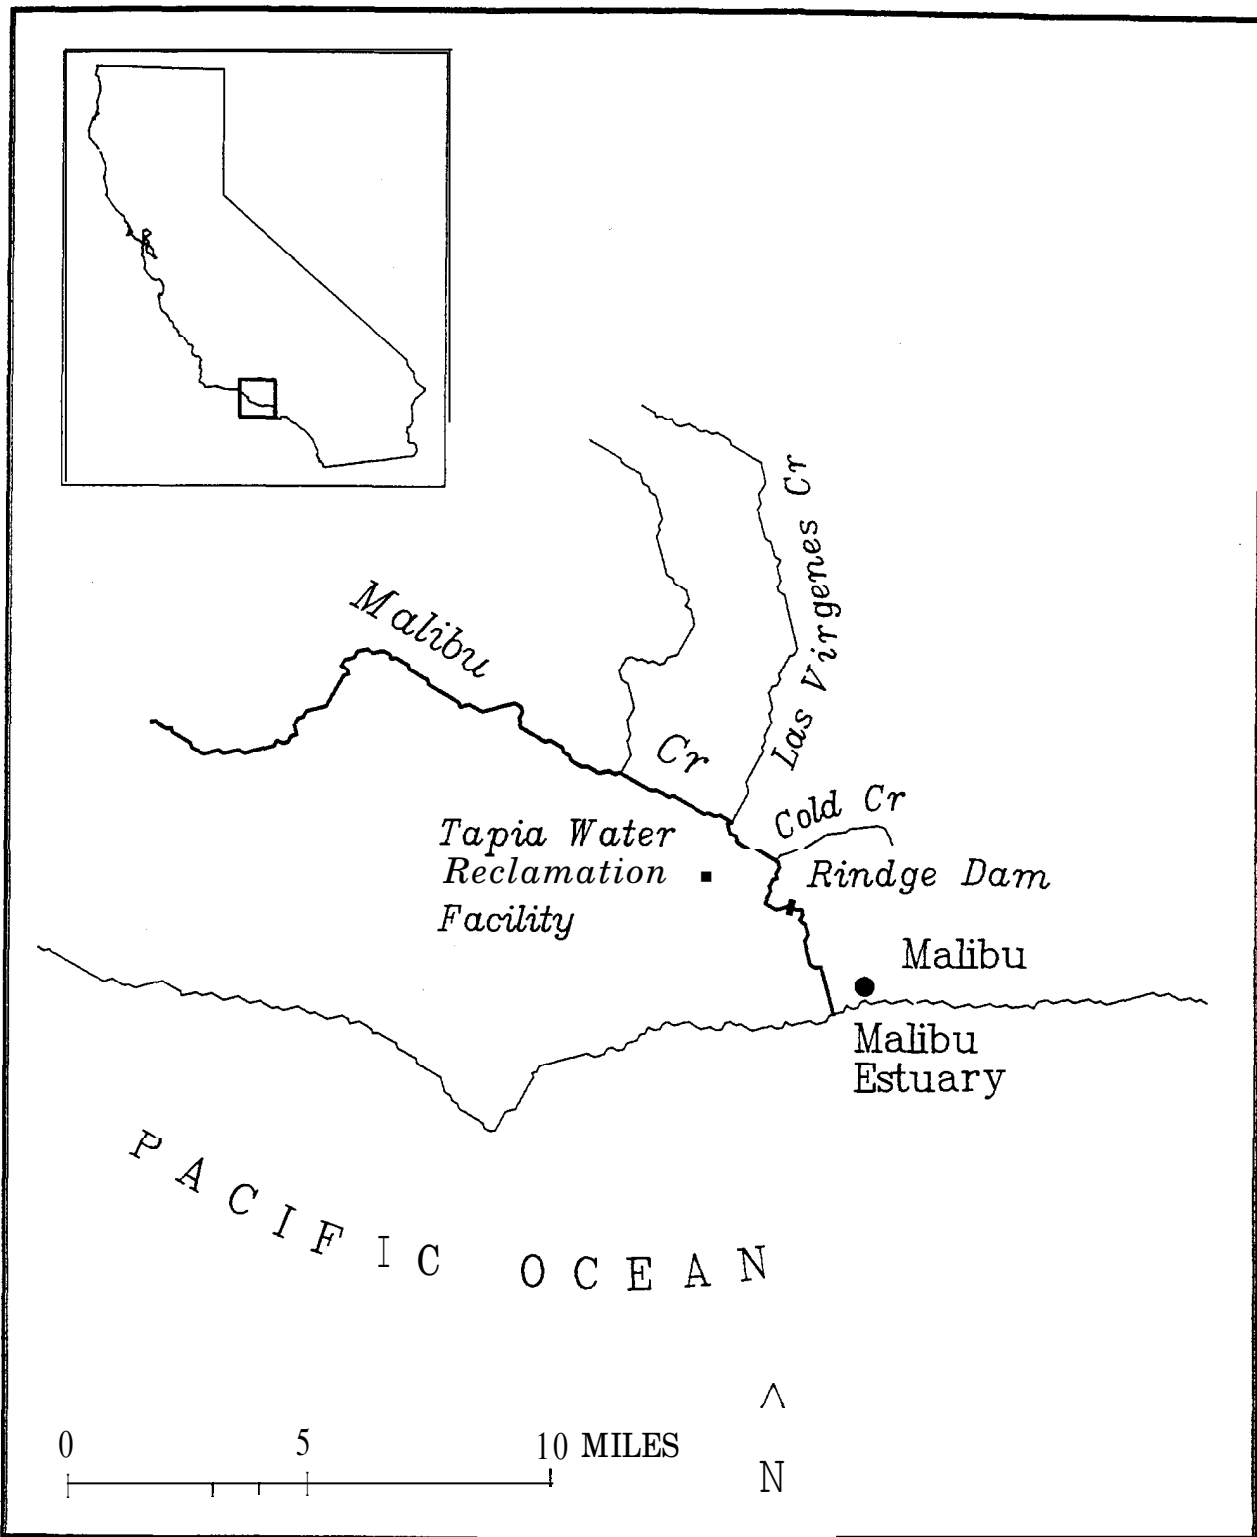 Malibu
Cr
Las Virgenes Cr
Cold Cr
Tapia Water
Reclamation
Facility
Rindge Dam
Malibu
Malibu
Estuary
PACIFIC OCEAN
0 5 10 MILES
^
N